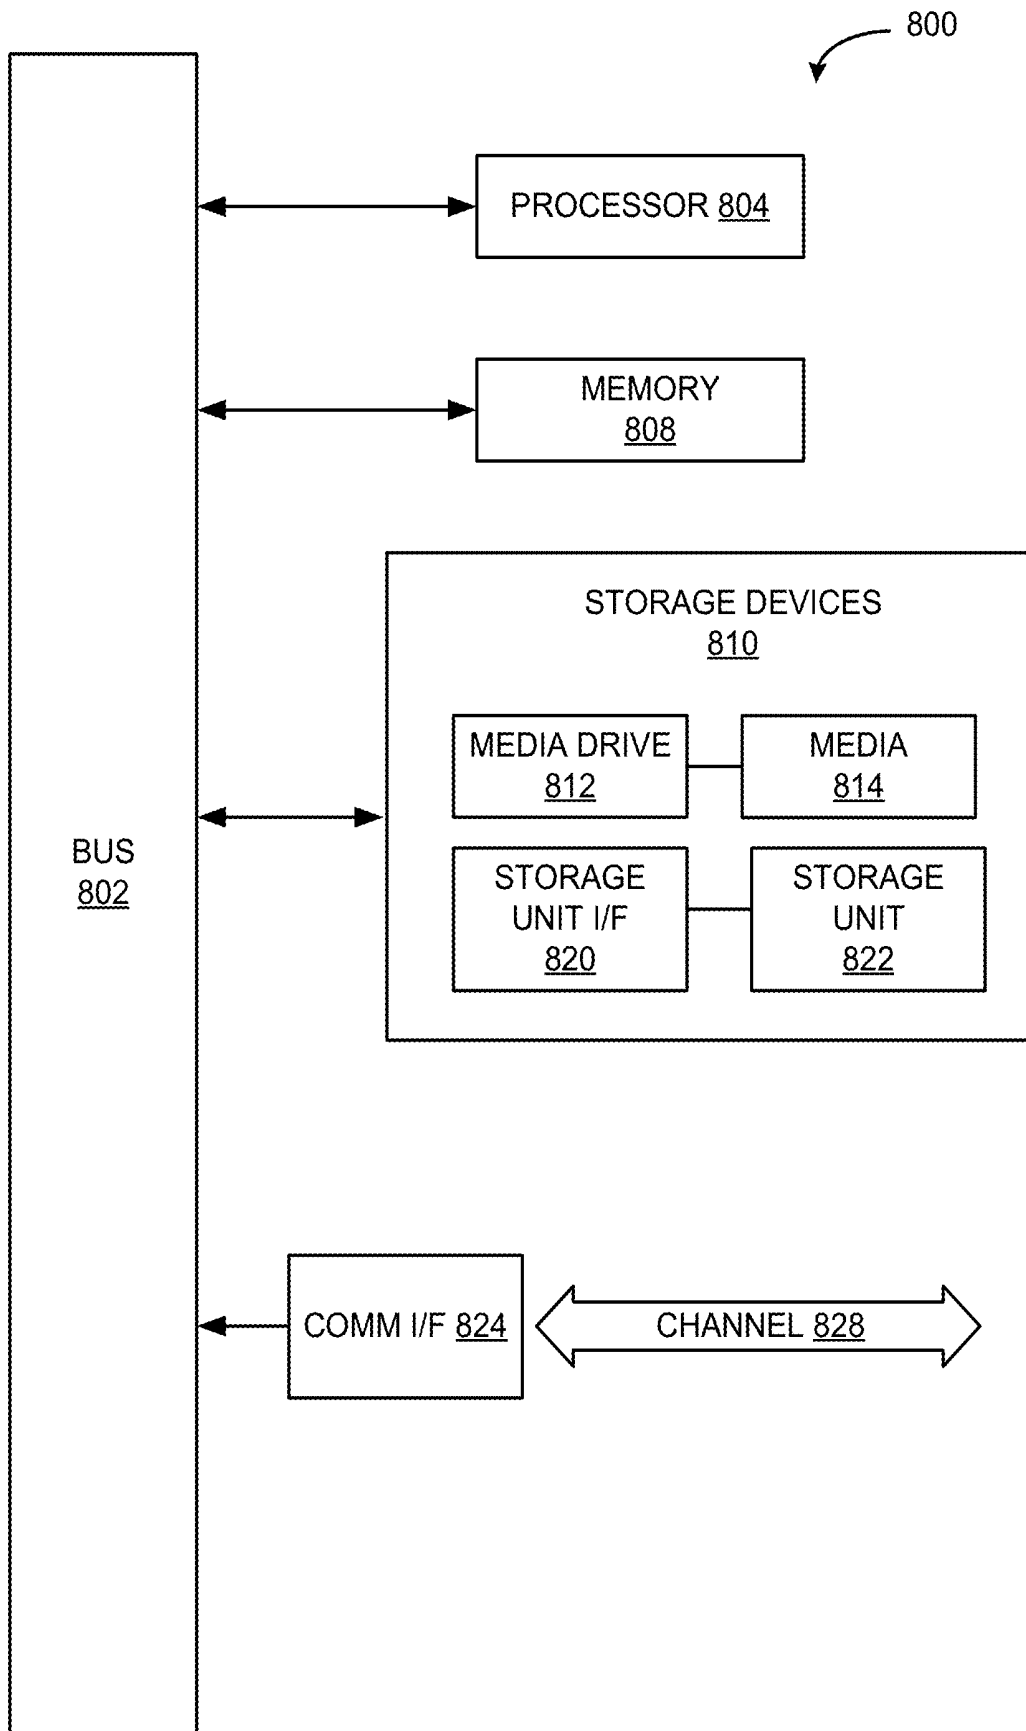 800
PROCESSOR 804
MEMORY
808
STORAGE DEVICES
810
MEDIA DRIVE
812
MEDIA
814
BUS
802
STORAGE
UNIT I/F
820
STORAGE
UNIT
822
COMM I/F 824
CHANNEL 828